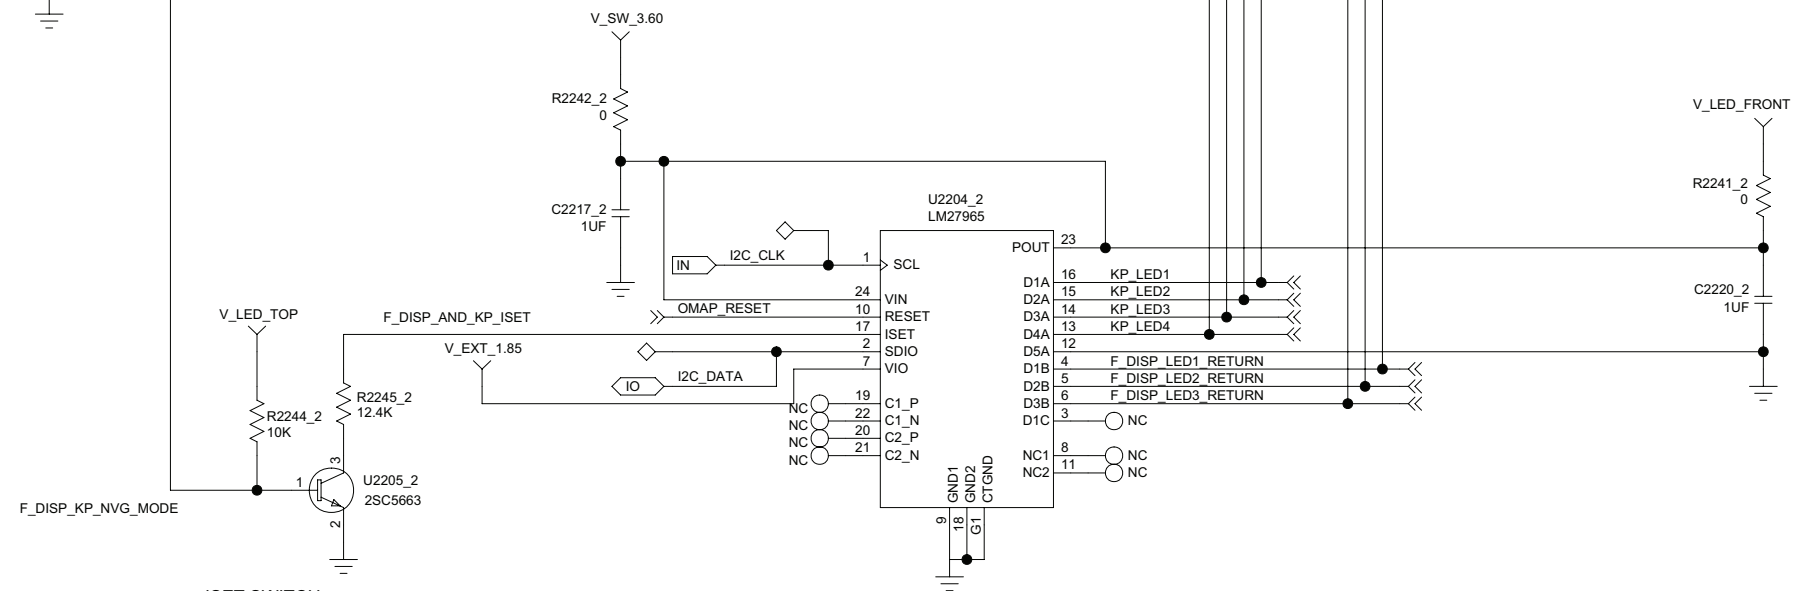 V_SW_3.60
R2242_2
0
C2217_2
1UF
V_LED_FRONT
R2241_2
0
C2220_2
1UF
U2204_2
LM27965
IN
I2C_CLK
1
SCL
24
VIN
OMAP_RESET
10
RESET
F_DISP_AND_KP_ISET
17
ISET
2
SDIO
V_EXT_1.85
7
VIO
IO
I2C_DATA
NC
19
C1_P
NC
22
C1_N
NC
20
C2_P
NC
21
C2_N
POUT
23
D1A
16
KP_LED1
D2A
15
KP_LED2
D3A
14
KP_LED3
D4A
13
KP_LED4
D5A
12
D1B
4
F_DISP_LED1_RETURN
D2B
5
F_DISP_LED2_RETURN
D3B
6
F_DISP_LED3_RETURN
D1C
3
NC
NC1
8
NC
NC2
11
NC
GND1
GND2
CTGND
9
18
G1
V_LED_TOP
R2244_2
10K
R2245_2
12.4K
3
1
2
U2205_2
2SC5663
F_DISP_KP_NVG_MODE
ISET SWITCH